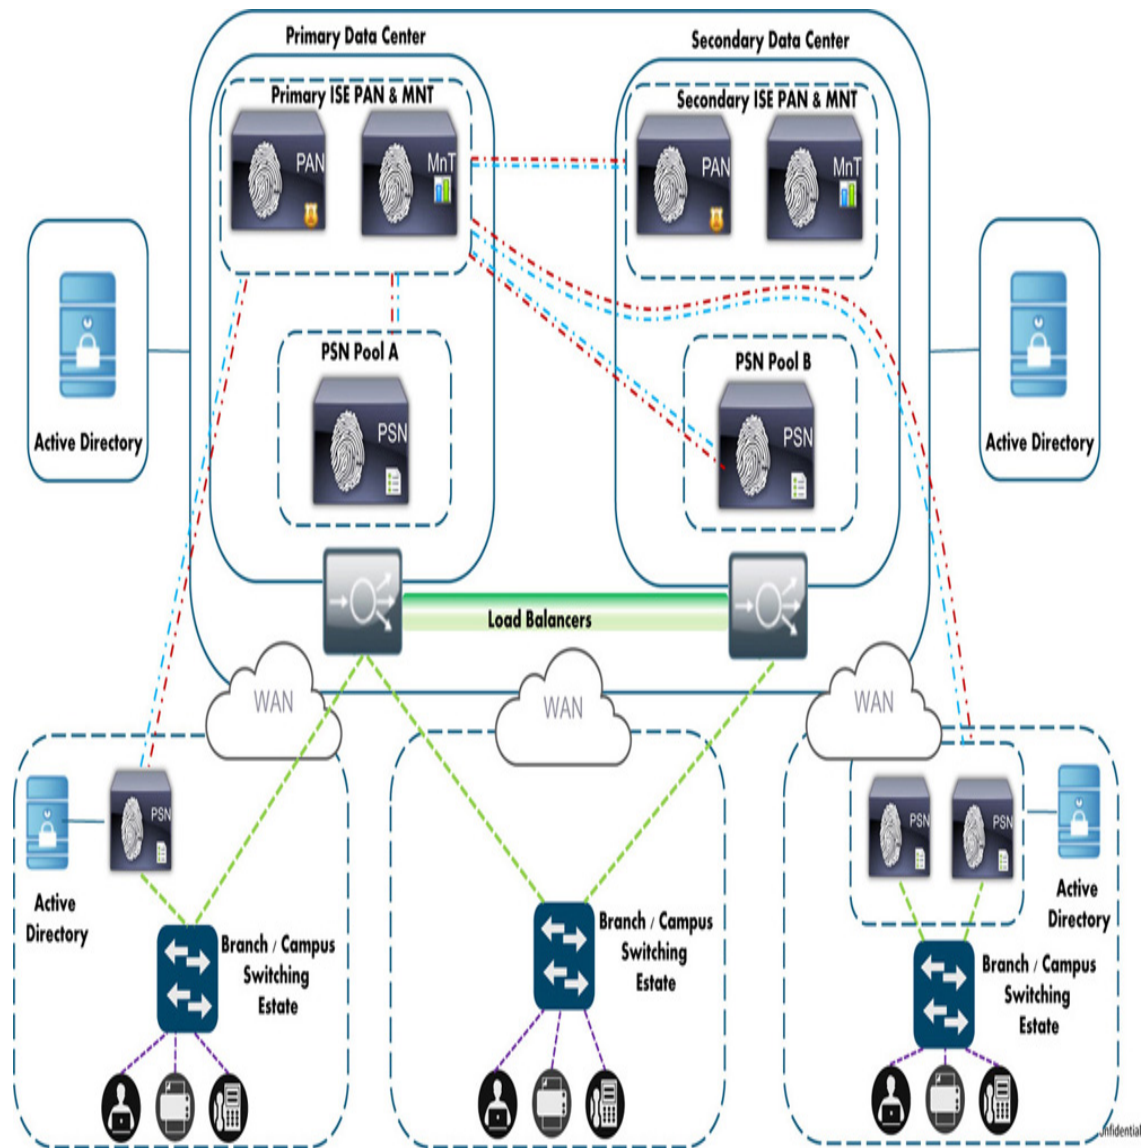 Primary Data Center
Secondary Data Center
Primary ISE PAN & MNT
Secondary ISE PAN & MNT
PAN
MnT
PAN
MnT
PSN Pool A
PSN Pool B
PSN
PSN
Active Directory
Active Directory
Load Balancers
WAN
WAN
WAN
PSN
PSN
PSN
Active
Directory
Active
Directory
Branch / Campus
Switching
Estate
Branch / Campus
Switching
Estate
Branch / Campus
Switching
Estate